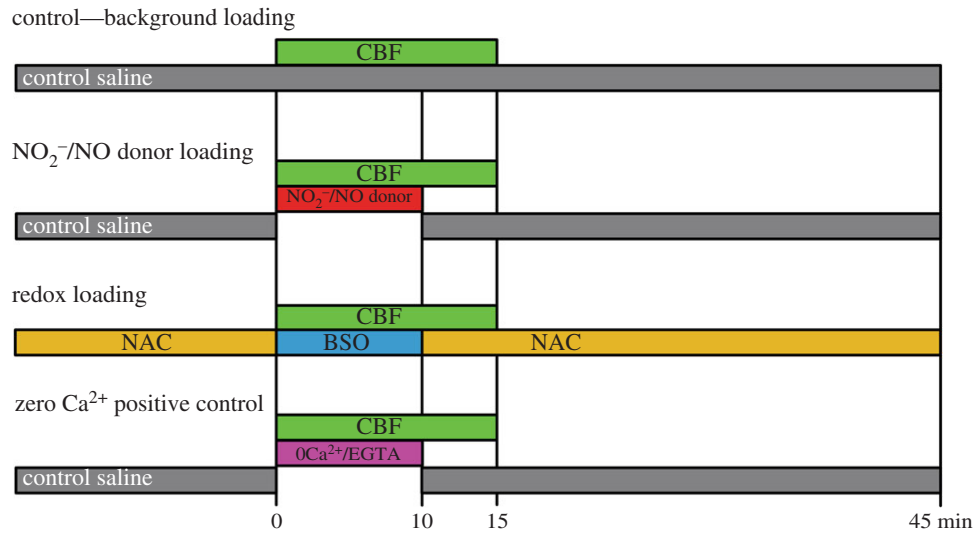 control—background loading
CBF
control saline
NO₂⁻/NO donor loading
CBF
NO₂⁻/NO donor
control saline
redox loading
CBF
NAC BSO NAC
zero Ca²⁺ positive control
CBF
0Ca²⁺/EGTA
control saline
0 10 15 45 min